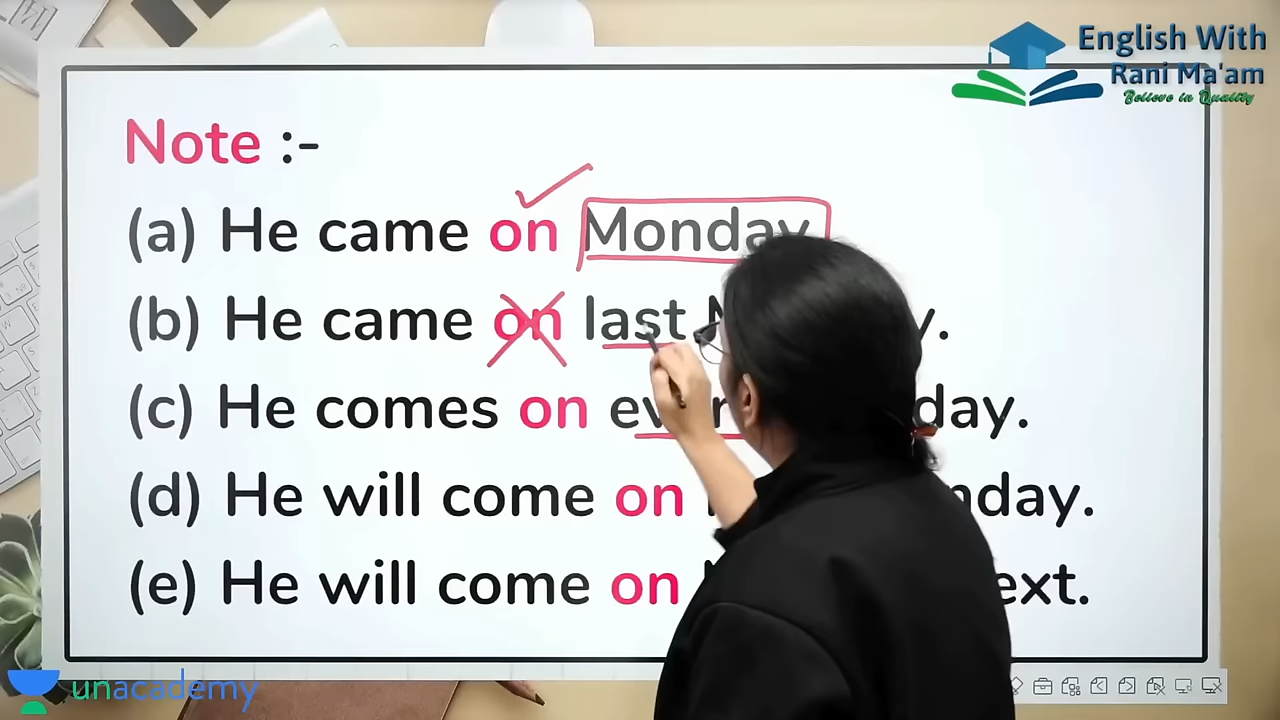 English With
Rani Ma'am
Believe in Quality
Note :-
(a) He came on Monday
(b) He came on last
(c) He comes on day.
(d) He will come on nday.
(e) He will come on ext.
unacademy